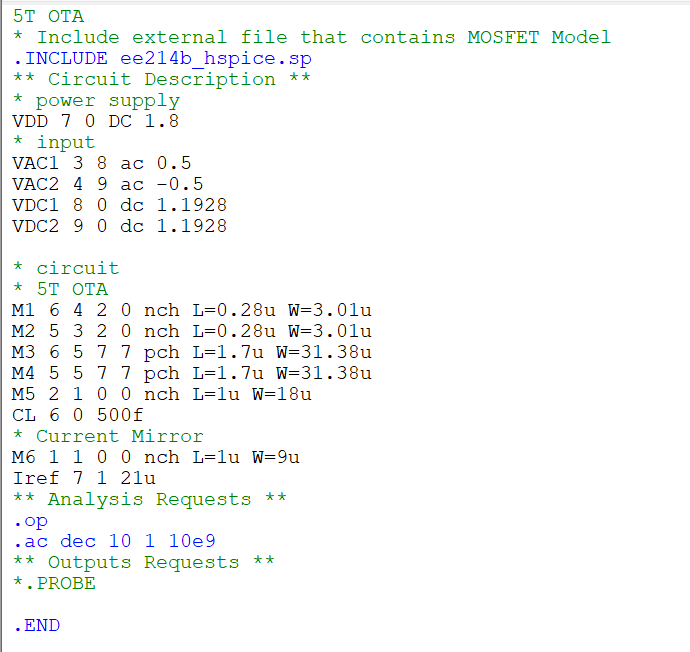 5T OTA
* Include external file that contains MOSFET Model
.INCLUDE ee214b_hspice.sp
** Circuit Description **
* power supply
VDD 7 0 DC 1.8
* input
VAC1 3 8 ac 0.5
VAC2 4 9 ac -0.5
VDC1 8 0 dc 1.1928
VDC2 9 0 dc 1.1928
* circuit
* 5T OTA
M1 6 4 2 0 nch L=0.28u W=3.01u
M2 5 3 2 0 nch L=0.28u W=3.01u
M3 6 5 7 7 pch L=1.7u W=31.38u
M4 5 5 7 7 pch L=1.7u W=31.38u
M5 2 1 0 0 nch L=1u W=18u
CL 6 0 500f
* Current Mirror
M6 1 1 0 0 nch L=1u W=9u
Iref 7 1 21u
** Analysis Requests **
.op
.ac dec 10 1 10e9
** Outputs Requests **
*.PROBE
.END